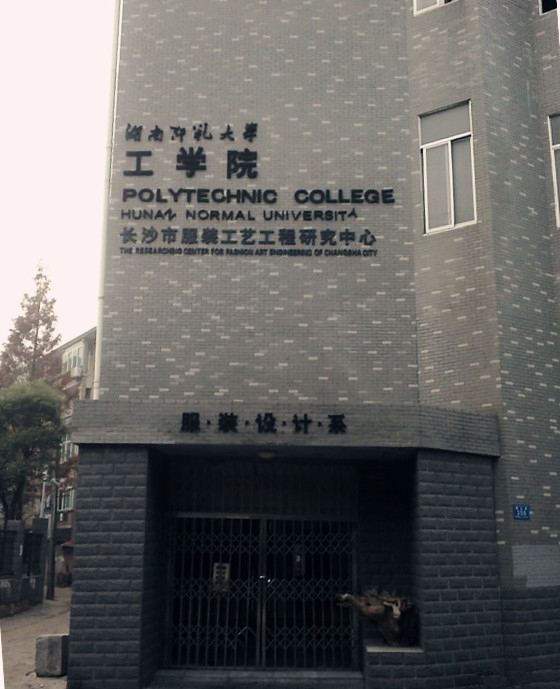 湖南师范大学
工学院
POLYTECHNIC COLLEGE
HUNAN NORMAL UNIVERSITY
长沙市服装工艺工程研究中心
THE RESEARCHING CENTER FOR FASHION ART ENGINEERING OF CHANGSHA CITY
服·装·设·计·系